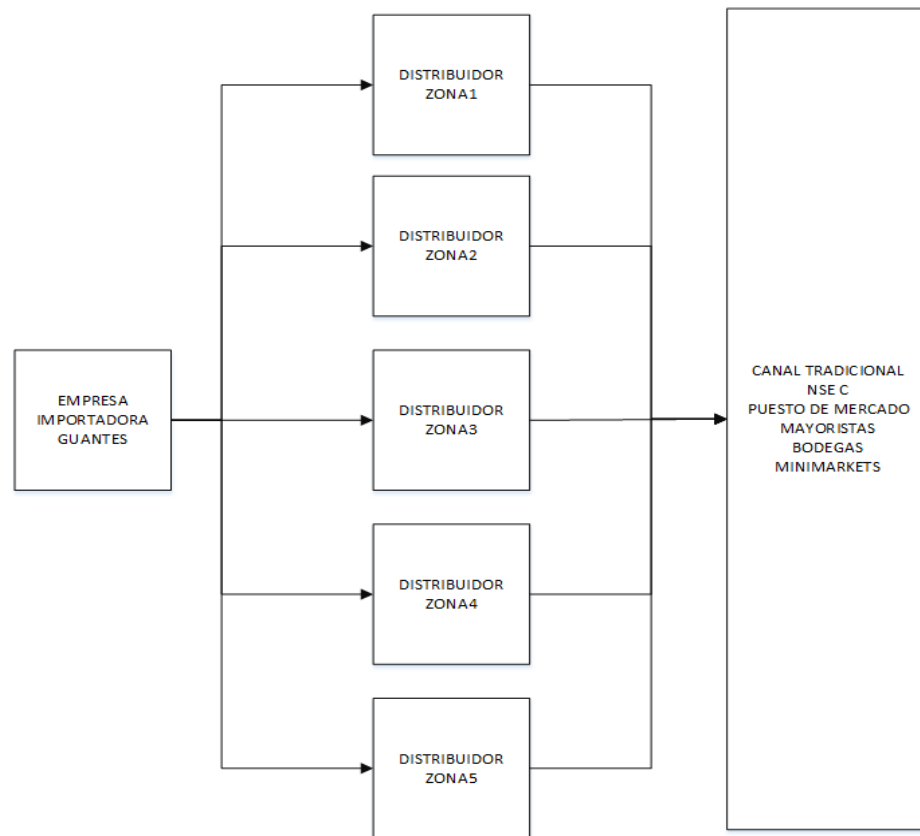 DISTRIBUIDOR
ZONA1
DISTRIBUIDOR
ZONA2
EMPRESA
IMPORTADORA
GUANTES
DISTRIBUIDOR
ZONA3
CANAL TRADICIONAL
NSE C
PUESTO DE MERCADO
MAYORISTAS
BODEGAS
MINIMARKETS
DISTRIBUIDOR
ZONA4
DISTRIBUIDOR
ZONA5